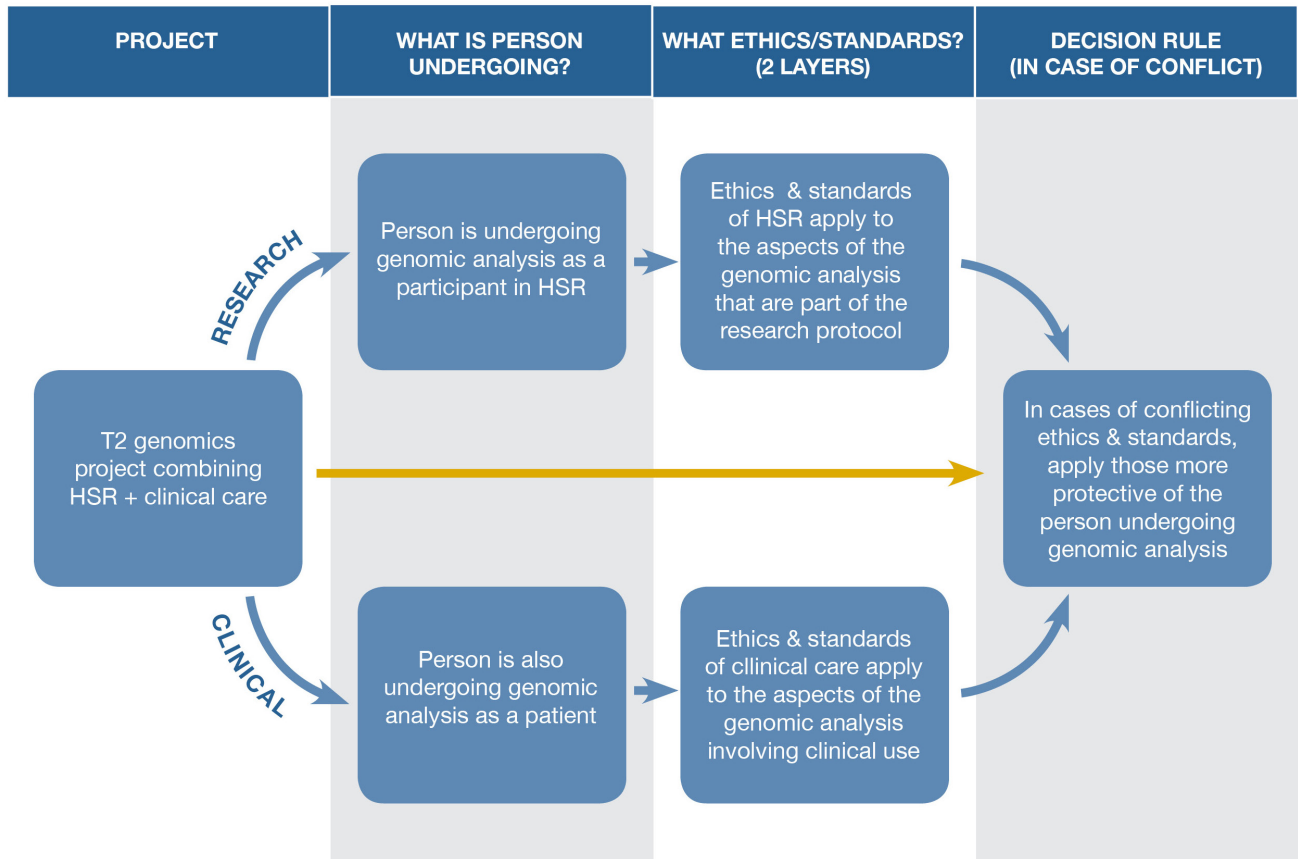 PROJECT
WHAT IS PERSON
UNDERGOING?
WHAT ETHICS/STANDARDS?
(2 LAYERS)
DECISION RULE
(IN CASE OF CONFLICT)
RESEARCH
Person is undergoing
genomic analysis as a
participant in HSR
Ethics & standards
of HSR apply to
the aspects of the
genomic analysis
that are part of the
research protocol
T2 genomics
project combining
HSR + clinical care
In cases of conflicting
ethics & standards,
apply those more
protective of the
person undergoing
genomic analysis
CLINICAL
Person is also
undergoing genomic
analysis as a patient
Ethics & standards
of cllinical care apply
to the aspects of the
genomic analysis
involving clinical use